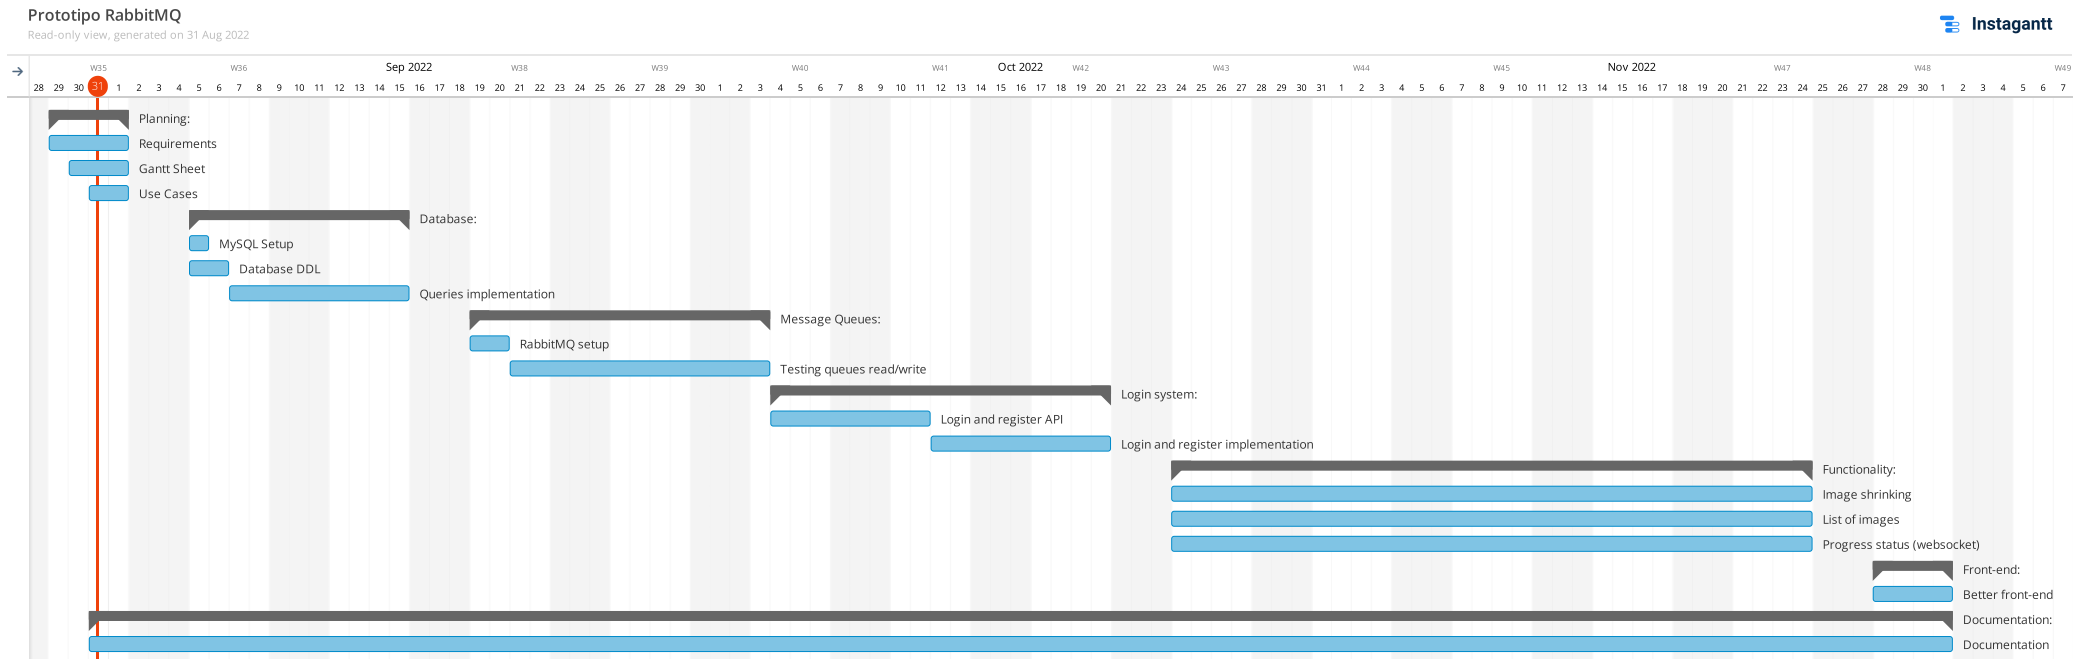 Prototipo RabbitMQ
Read-only view, generated on 31 Aug 2022
Instagantt
W35 W36 Sep 2022 W38 W39 W40 W41 Oct 2022 W42 W43 W44 W45 Nov 2022 W47 W48 W49
28 29 30 31 1 2 3 4 5 6 7 8 9 10 11 12 13 14 15 16 17 18 19 20 21 22 23 24 25 26 27 28 29 30 1 2 3 4 5 6 7 8 9 10 11 12 13 14 15 16 17 18 19 20 21 22 23 24 25 26 27 28 29 30 31 1 2 3 4 5 6 7 8 9 10 11 12 13 14 15 16 17 18 19 20 21 22 23 24 25 26 27 28 29 30 1 2 3 4 5 6 7
Planning:
Requirements
Gantt Sheet
Use Cases
Database:
MySQL Setup
Database DDL
Queries implementation
Message Queues:
RabbitMQ setup
Testing queues read/write
Login system:
Login and register API
Login and register implementation
Functionality:
Image shrinking
List of images
Progress status (websocket)
Front-end:
Better front-end
Documentation:
Documentation